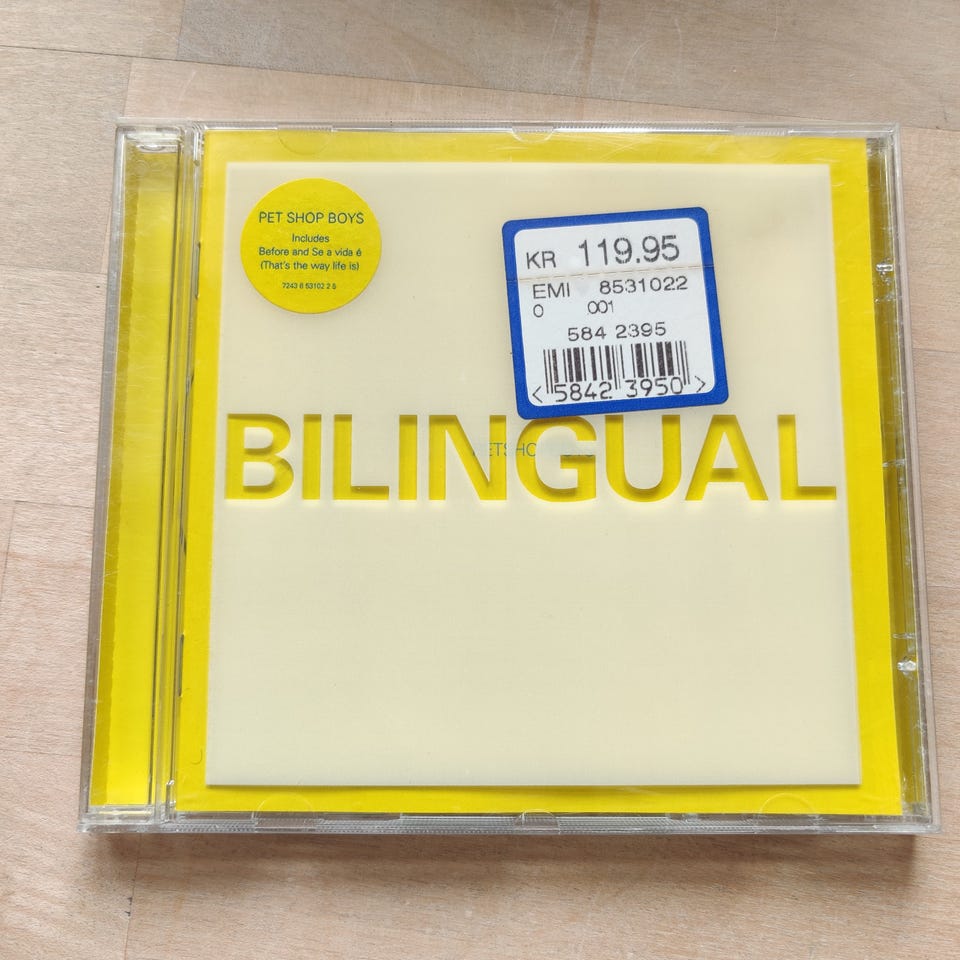 PET SHOP BOYS
Includes
Before and Se a vida é
(That's the way life is)
7243 8 53102 2 5
KR 119.95
EMI 8531022
0 001
584 2395
<5842 3950>
BILINGUAL